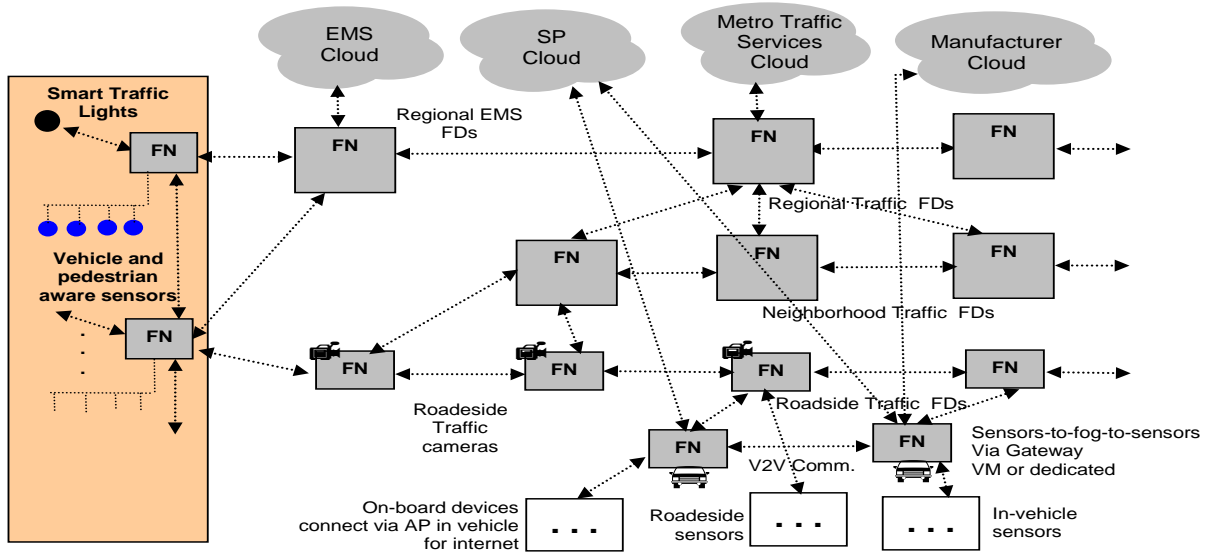 EMS
Cloud
SP
Cloud
Metro Traffic
Services
Cloud
Manufacturer
Cloud
Smart Traffic
Lights
Regional EMS
FDs
FN
FN
FN
FN
Regional Traffic FDs
Vehicle and
pedestrian
aware sensors
FN
FN
FN
Neighborhood Traffic FDs
FN
.
.
.
FN
FN
FN
FN
Roadeside
Traffic
cameras
Roadside Traffic FDs
FN
FN
V2V Comm.
Sensors-to-fog-to-sensors
Via Gateway
VM or dedicated
On-board devices
connect via AP in vehicle
for internet
. . .
Roadeside
sensors
. . .
. . .
In-vehicle
sensors